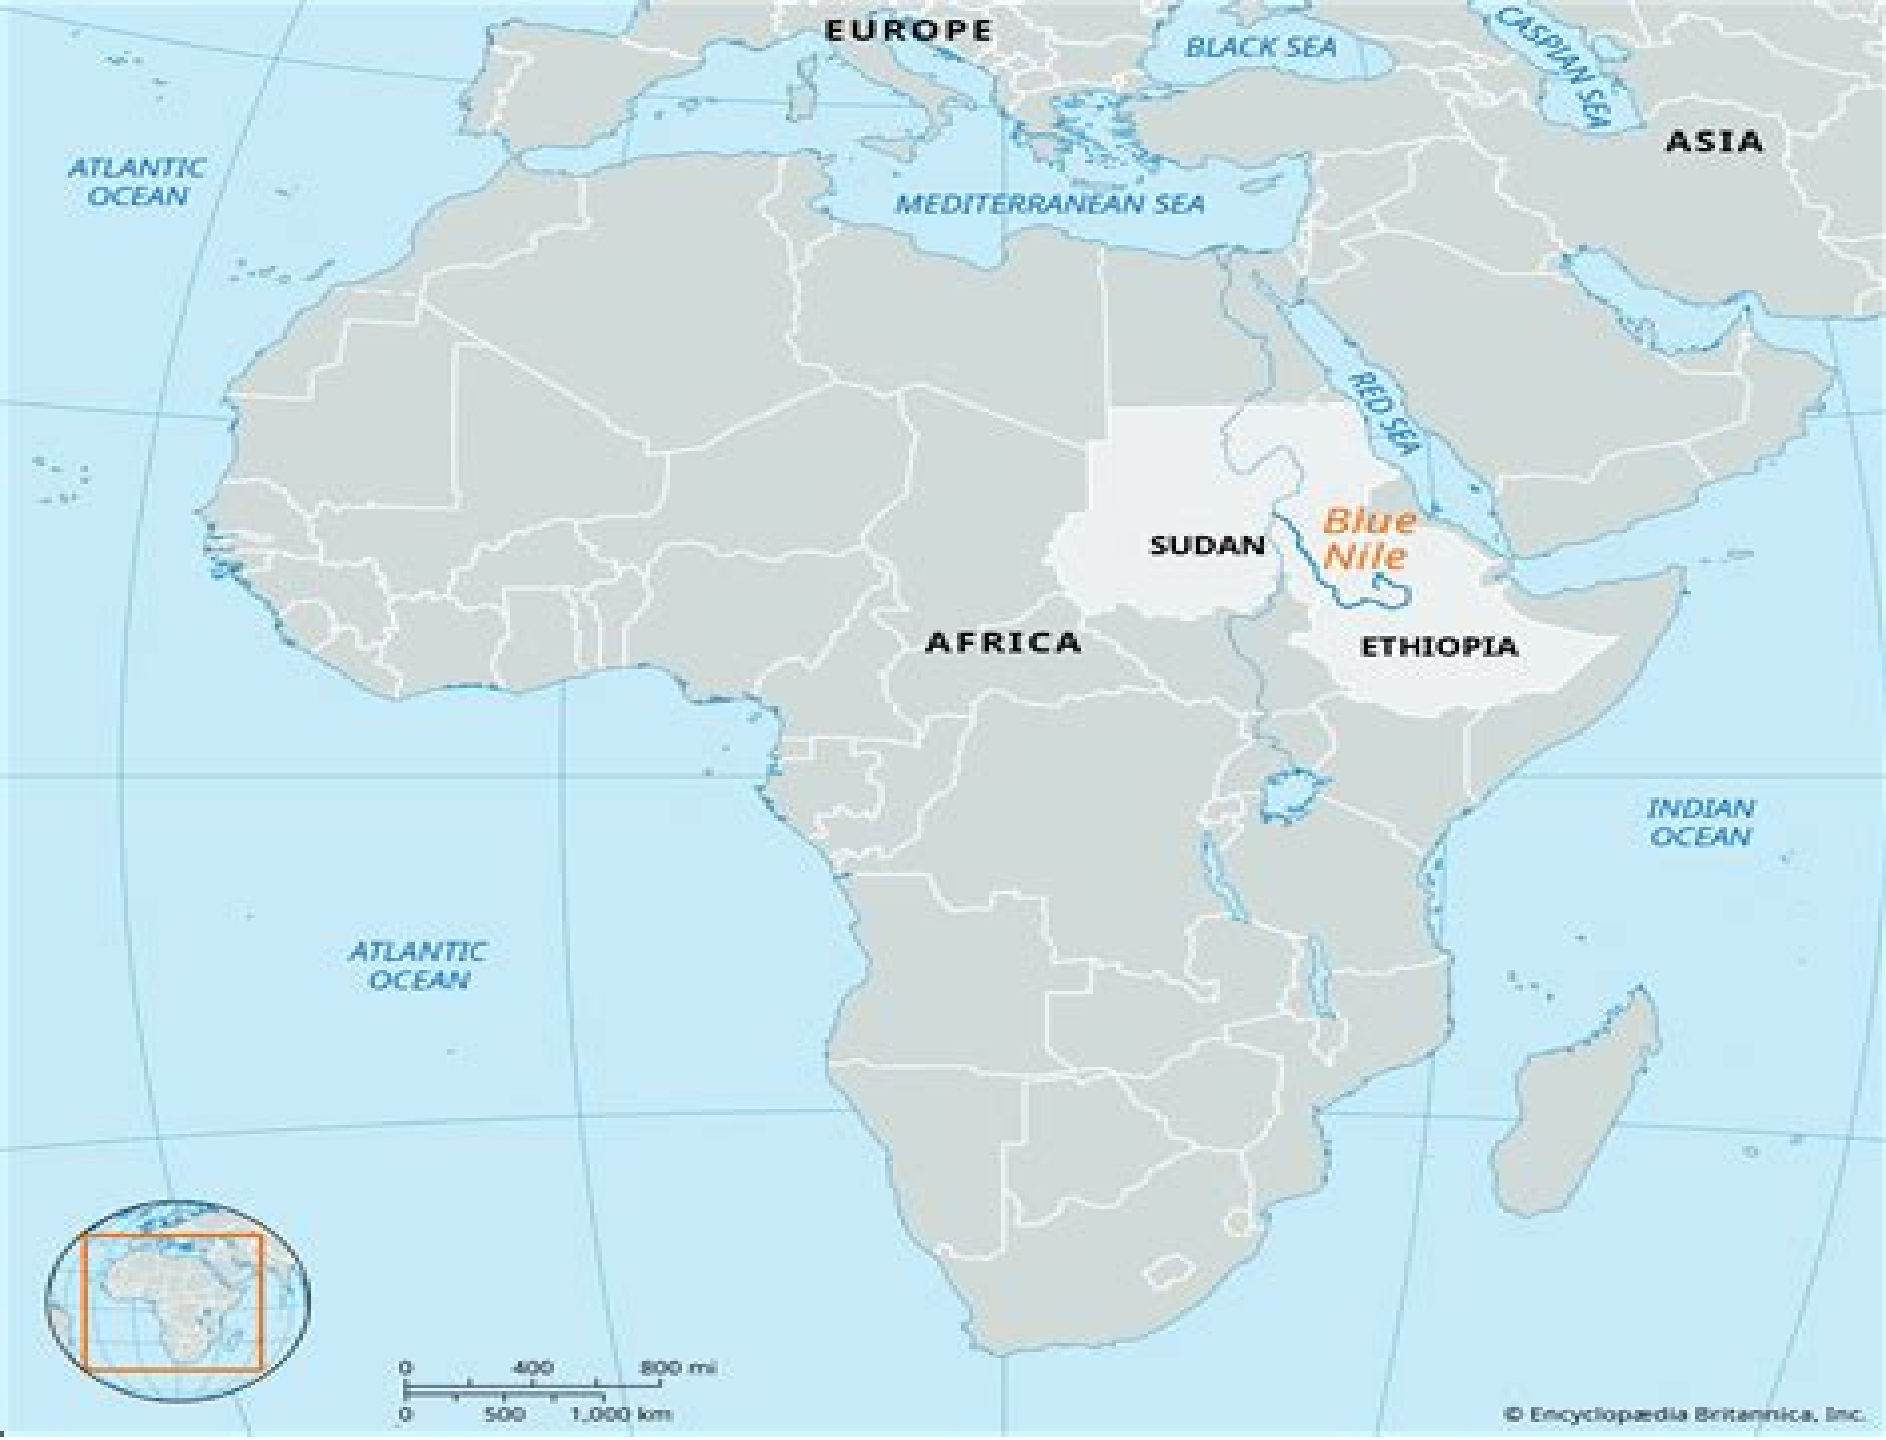 EUROPE
BLACK SEA
CASPIAN SEA
ASIA
ATLANTIC
OCEAN
MEDITERRANEAN SEA
RED SEA
Blue
Nile
SUDAN
AFRICA
ETHIOPIA
INDIAN
OCEAN
ATLANTIC
OCEAN
0 400 800 mi
0 500 1,000 km
© Encyclopædia Britannica, Inc.